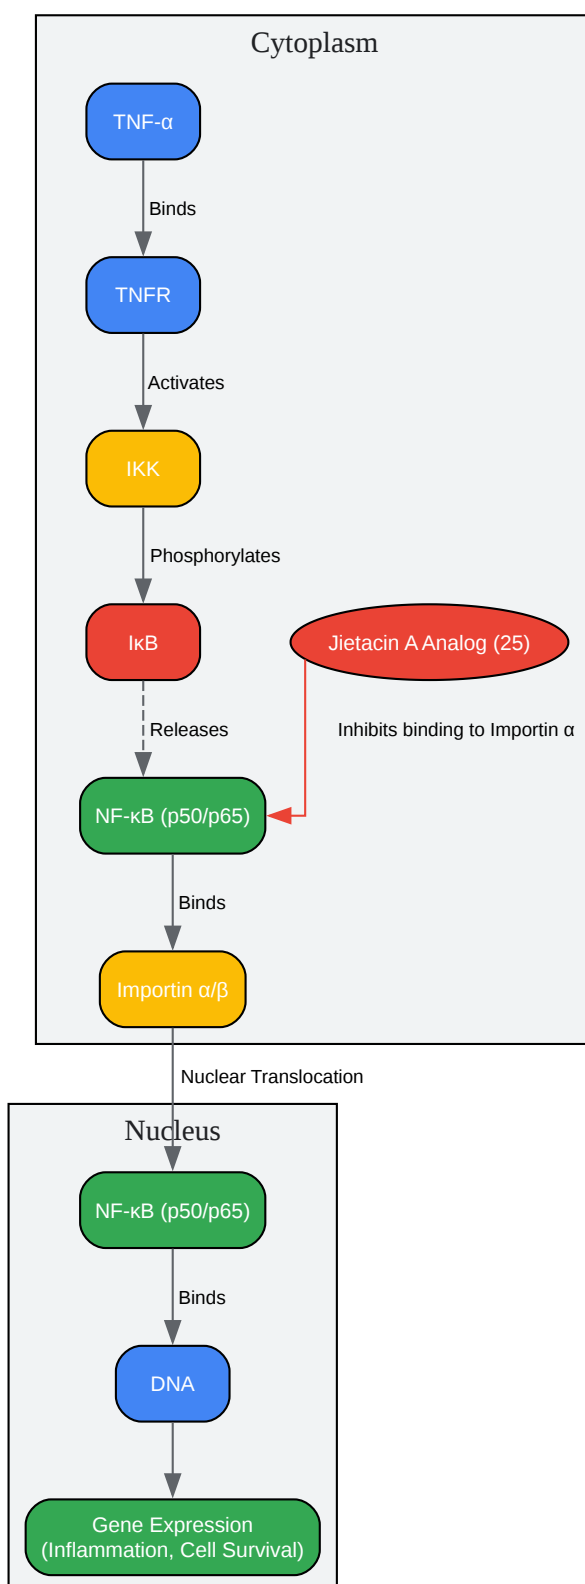 Cytoplasm
TNF-α
Binds
TNFR
Activates
IKK
Phosphorylates
IκB
Jietacin A Analog (25)
Releases
Inhibits binding to Importin α
NF-κB (p50/p65)
Binds
Importin α/β
Nuclear Translocation
Nucleus
NF-κB (p50/p65)
Binds
DNA
Gene Expression
(Inflammation, Cell Survival)